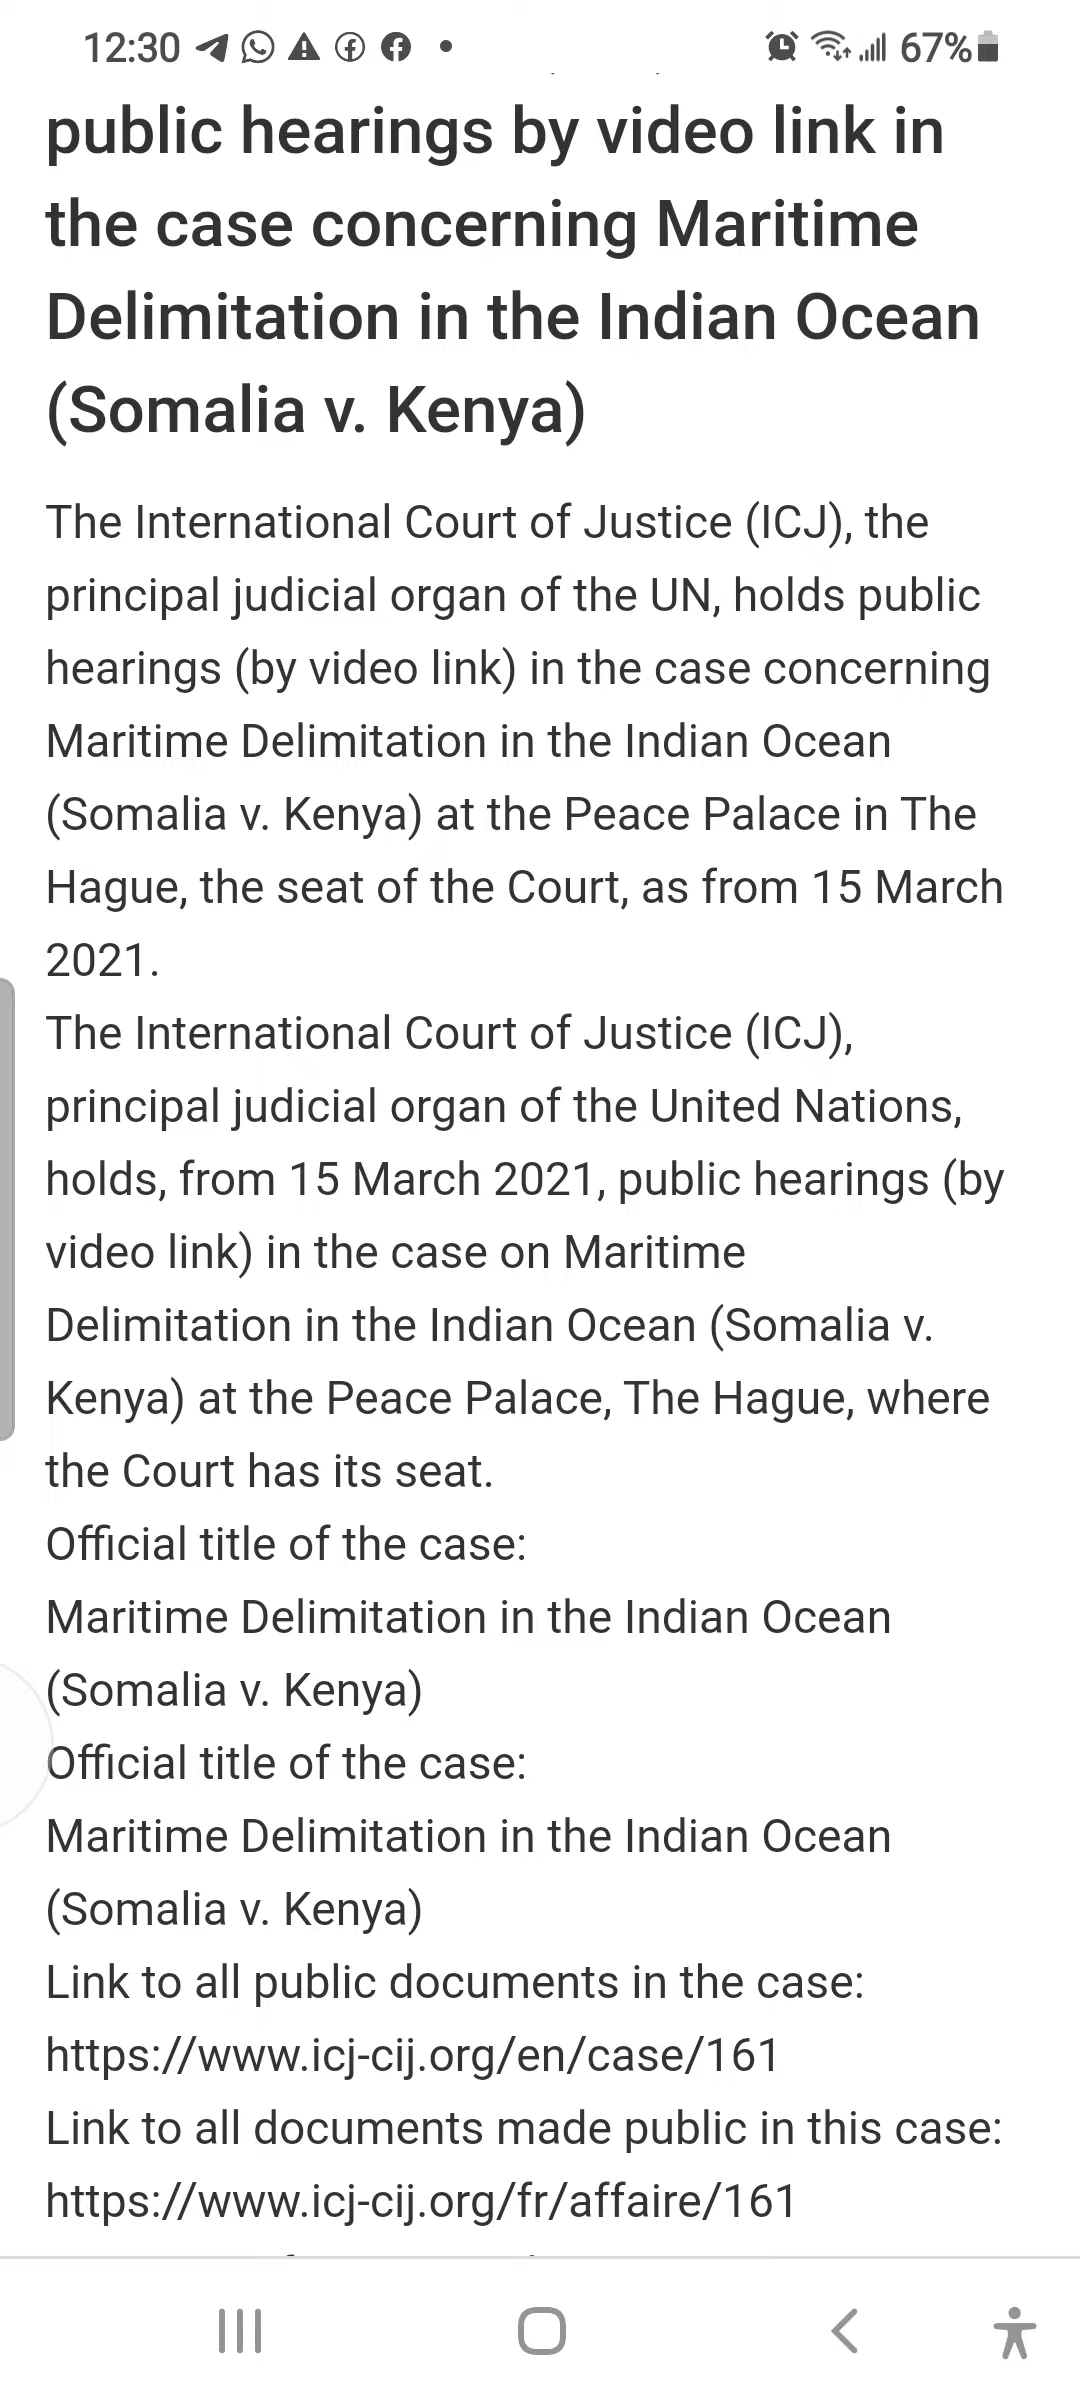 12:30
67%
public hearings by video link in
the case concerning Maritime
Delimitation in the Indian Ocean
(Somalia v. Kenya)
The International Court of Justice (ICJ), the
principal judicial organ of the UN, holds public
hearings (by video link) in the case concerning
Maritime Delimitation in the Indian Ocean
(Somalia v. Kenya) at the Peace Palace in The
Hague, the seat of the Court, as from 15 March
2021.
The International Court of Justice (ICJ),
principal judicial organ of the United Nations,
holds, from 15 March 2021, public hearings (by
video link) in the case on Maritime
Delimitation in the Indian Ocean (Somalia v.
Kenya) at the Peace Palace, The Hague, where
the Court has its seat.
Official title of the case:
Maritime Delimitation in the Indian Ocean
(Somalia v. Kenya)
Official title of the case:
Maritime Delimitation in the Indian Ocean
(Somalia v. Kenya)
Link to all public documents in the case:
https://www.icj-cij.org/en/case/161
Link to all documents made public in this case:
https://www.icj-cij.org/fr/affaire/161